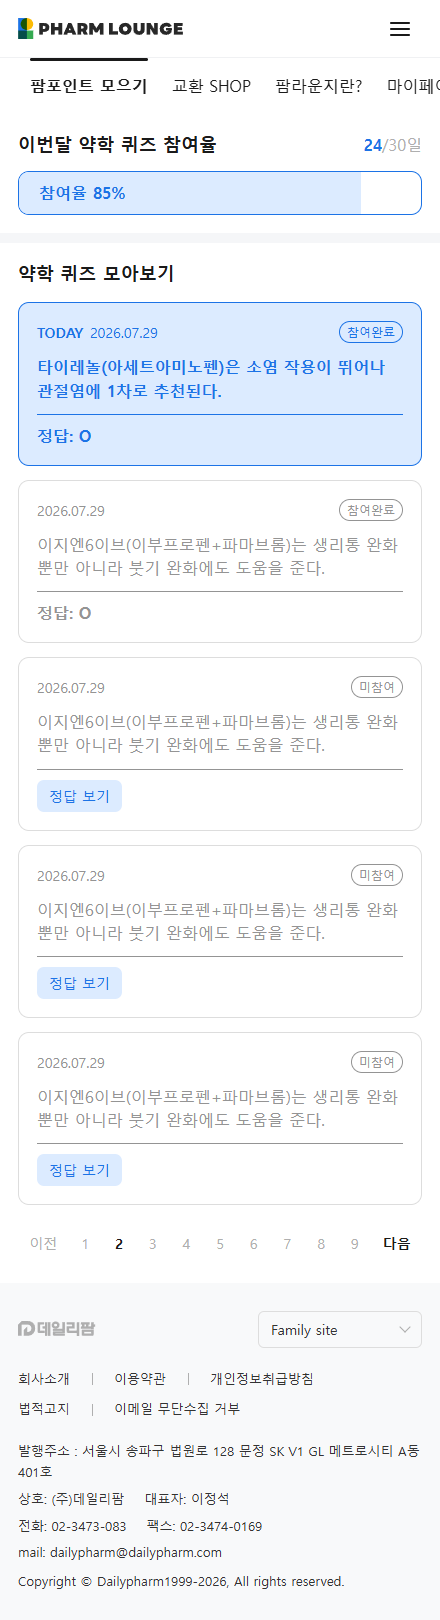 PHARM LOUNGE
팜포인트 모으기 교환 SHOP 팜라운지란? 마이페이
이번달 약학 퀴즈 참여율 24/30일
참여율 85%
약학 퀴즈 모아보기
TODAY 2026.07.29 참여완료
타이레놀(아세트아미노펜)은 소염 작용이 뛰어나
관절염에 1차로 추천된다.
정답: O
2026.07.29 참여완료
이지엔6이브(이부프로펜+파마브롬)는 생리통 완화
뿐만 아니라 붓기 완화에도 도움을 준다.
정답: O
2026.07.29 미참여
이지엔6이브(이부프로펜+파마브롬)는 생리통 완화
뿐만 아니라 붓기 완화에도 도움을 준다.
정답 보기
2026.07.29 미참여
이지엔6이브(이부프로펜+파마브롬)는 생리통 완화
뿐만 아니라 붓기 완화에도 도움을 준다.
정답 보기
2026.07.29 미참여
이지엔6이브(이부프로펜+파마브롬)는 생리통 완화
뿐만 아니라 붓기 완화에도 도움을 준다.
정답 보기
이전 1 2 3 4 5 6 7 8 9 다음
데일리팜 Family site
회사소개 | 이용약관 | 개인정보취급방침
법적고지 | 이메일 무단수집 거부
발행주소 : 서울시 송파구 법원로 128 문정 SK V1 GL 메트로시티 A동
401호
상호: (주)데일리팜 대표자: 이정석
전화: 02-3473-083 팩스: 02-3474-0169
mail: dailypharm@dailypharm.com
Copyright © Dailypharm1999-2026, All rights reserved.